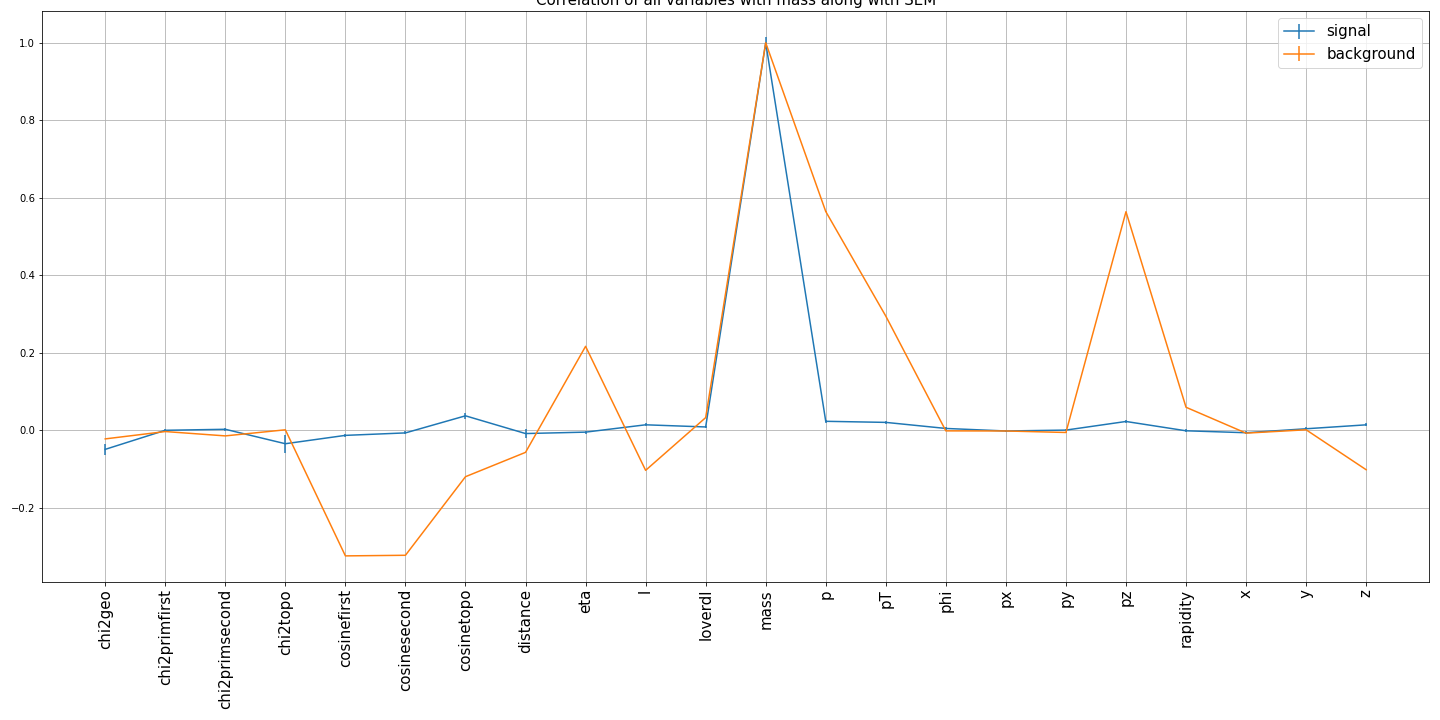 Correlation of all variables with mass along with SEM
signal
background
1.0
0.8
0.6
0.4
0.2
0.0
−0.2
chi2geo
chi2primfirst
chi2primsecond
chi2topo
cosinefirst
cosinesecond
cosinetopo
distance
eta
l
loverdl
mass
p
pT
phi
px
py
pz
rapidity
x
y
z